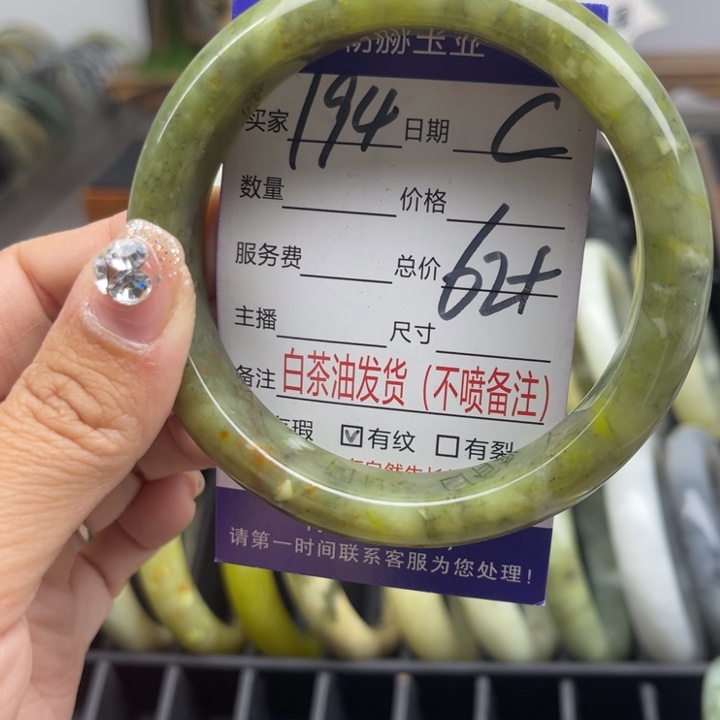 买家 194 日期 C
数量 价格
服务费 总价 62+
主播 尺寸
备注 白茶油发货（不喷备注）
瑕 ☑有纹 □有裂
请第一时间联系客服为您处理！